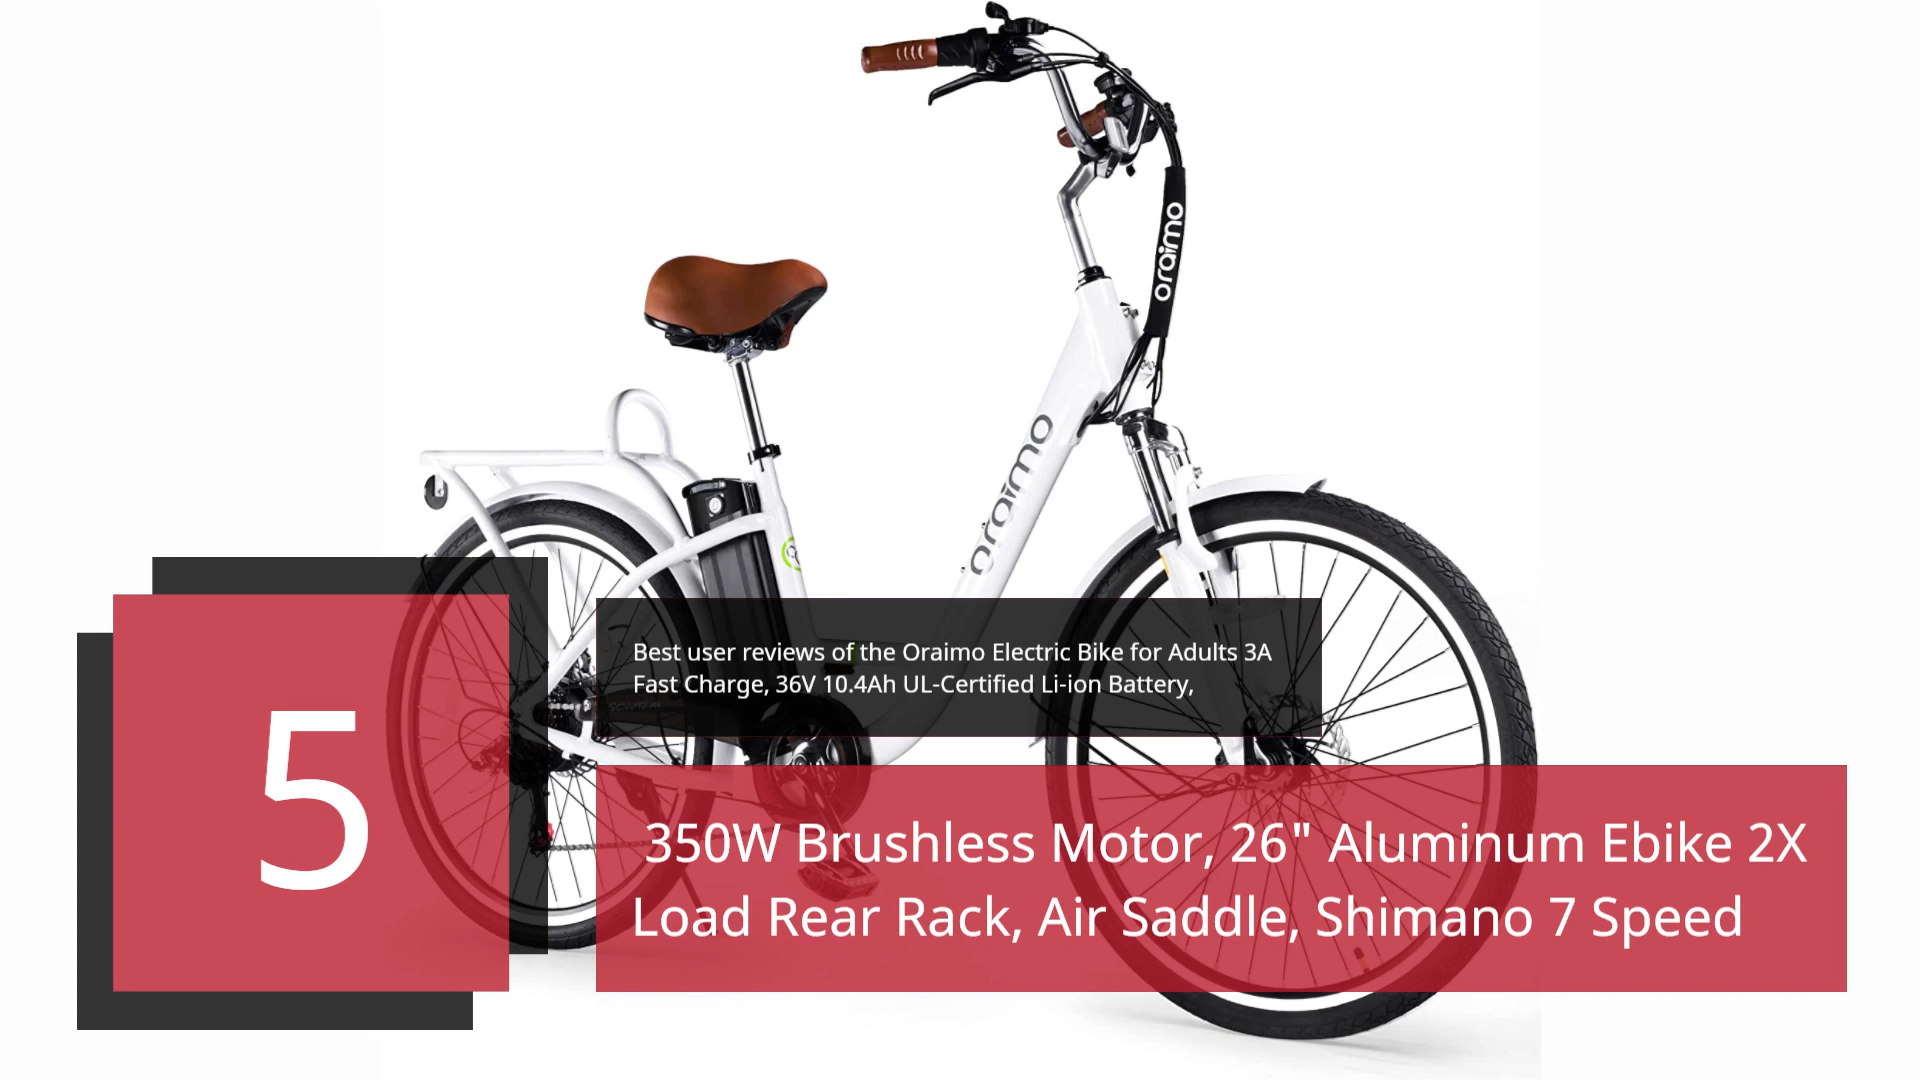 oraimo
oraimo
Best user reviews of the Oraimo Electric Bike for Adults 3A
Fast Charge, 36V 10.4Ah UL-Certified Li-ion Battery,
5
350W Brushless Motor, 26" Aluminum Ebike 2X
Load Rear Rack, Air Saddle, Shimano 7 Speed